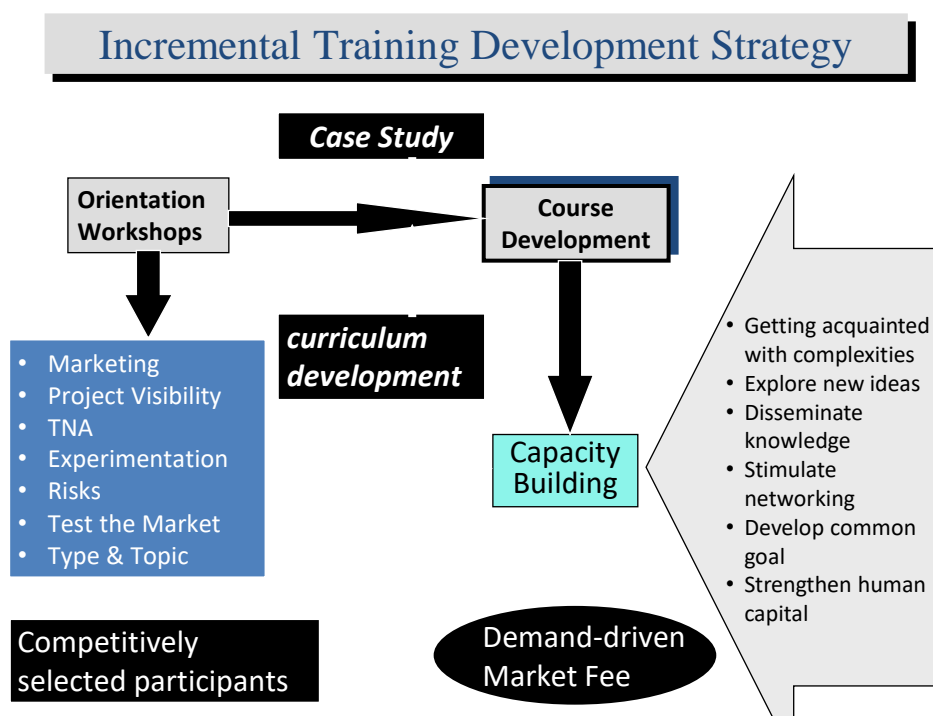 Incremental Training Development Strategy
Case Study
Orientation
Workshops
Course
Development
curriculum
development
• Marketing
• Project Visibility
• TNA
• Experimentation
• Risks
• Test the Market
• Type & Topic
Capacity
Building
• Getting acquainted
with complexities
• Explore new ideas
• Disseminate
knowledge
• Stimulate
networking
• Develop common
goal
• Strengthen human
capital
Competitively
selected participants
Demand-driven
Market Fee